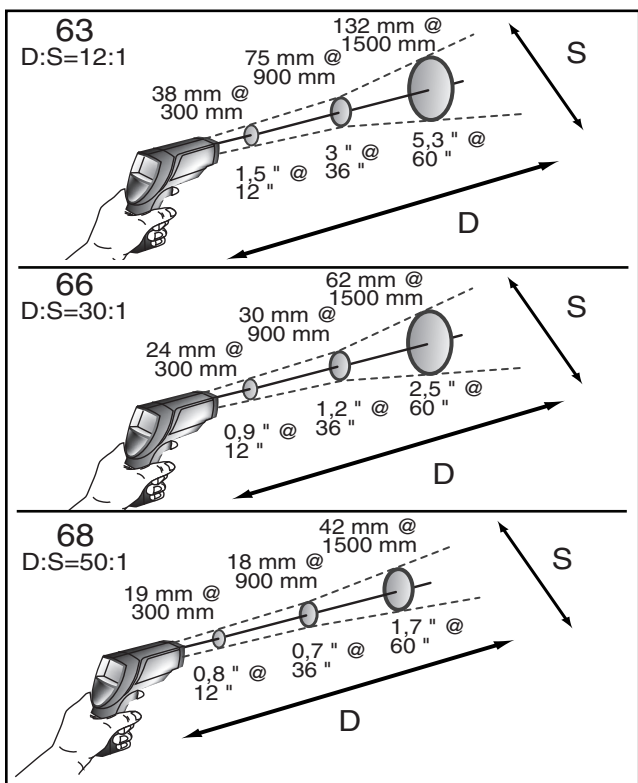 63
D:S=12:1
132 mm @
1500 mm
75 mm @
900 mm
38 mm @
300 mm
S
1,5 " @
12 "
3 " @
36 "
5,3 " @
60 "
D
66
D:S=30:1
62 mm @
1500 mm
30 mm @
900 mm
24 mm @
300 mm
S
0,9 " @
12 "
1,2 " @
36 "
2,5 " @
60 "
D
68
D:S=50:1
42 mm @
1500 mm
18 mm @
900 mm
19 mm @
300 mm
S
0,8 " @
12 "
0,7 " @
36 "
1,7 " @
60 "
D